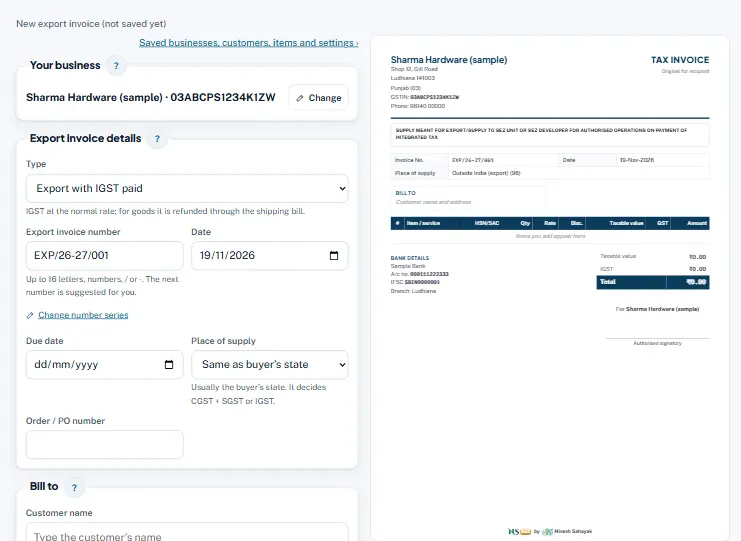 New export invoice (not saved yet)
Saved businesses, customers, items and settings ›
Your business ?
Sharma Hardware (sample) · 03ABCPS1234K1ZW
Change
Export Invoice details ?
Type
Export with IGST paid
IGST at the normal rate; for goods it is refunded through the shipping bill.
Export invoice number
EXP/26-27/001
Up to 16 letters, numbers, / or -. The next
number is suggested for you.
Date
19/11/2026
Change number series
Due date
dd/mm/yyyy
Place of supply
Same as buyer's state
Usually the buyer's state. It decides
CGST + SGST or IGST.
Order / PO number
Bill to ?
Customer name
Type the customer's name
Sharma Hardware (sample)
Shop 12, Gill Road
Ludhiana 141003
Punjab (03)
GSTIN: 03ABCPS1234K1ZW
Phone: 98140 00000
TAX INVOICE
Original for recipient
SUPPLY MEANT FOR EXPORT/SUPPLY TO SEZ UNIT OR SEZ DEVELOPER FOR AUTHORISED OPERATIONS ON PAYMENT OF
INTEGRATED TAX
Invoice No. EXP/26-27/001 Date 19-Nov-2026
Place of supply Outside India (export) (96)
BILL TO
Customer name and address
# Item / service HSN/SAC Qty Rate Disc. Taxable value GST Amount
Items you add appear here
BANK DETAILS
Sample Bank
A/c no. 000111222333
IFSC SBIN0000001
Branch: Ludhiana
Taxable value ₹0.00
IGST ₹0.00
Total ₹0.00
For Sharma Hardware (sample)
Authorised signatory
by Nivesh Sahayak